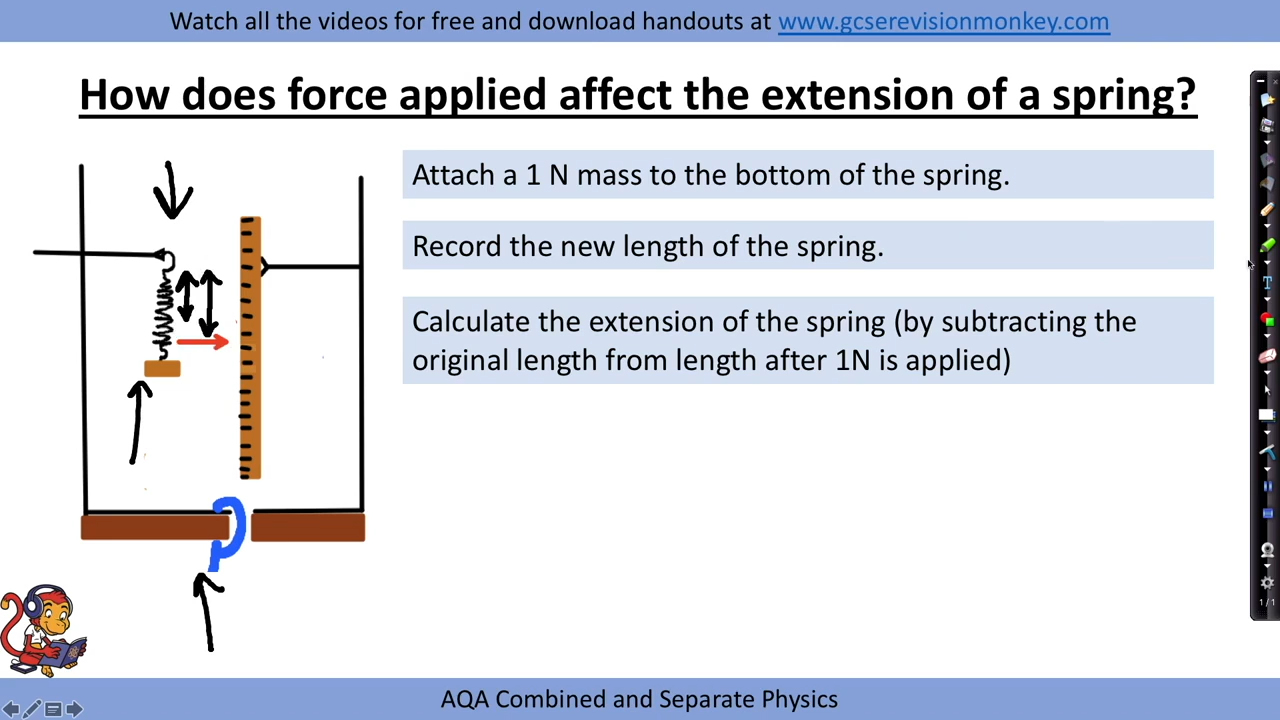 Watch all the videos for free and download handouts at www.gcserevisionmonkey.com
How does force applied affect the extension of a spring?
Attach a 1 N mass to the bottom of the spring.
Record the new length of the spring.
Calculate the extension of the spring (by subtracting the
original length from length after 1N is applied)
T
1 / 1
AQA Combined and Separate Physics